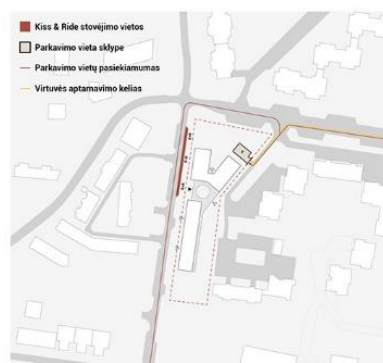 Kiss & Ride stovėjimo vietos
Parkavimo vieta sklype
Parkavimo vietų pasiekiamumas
Virtuvės aptarnavimo kelias